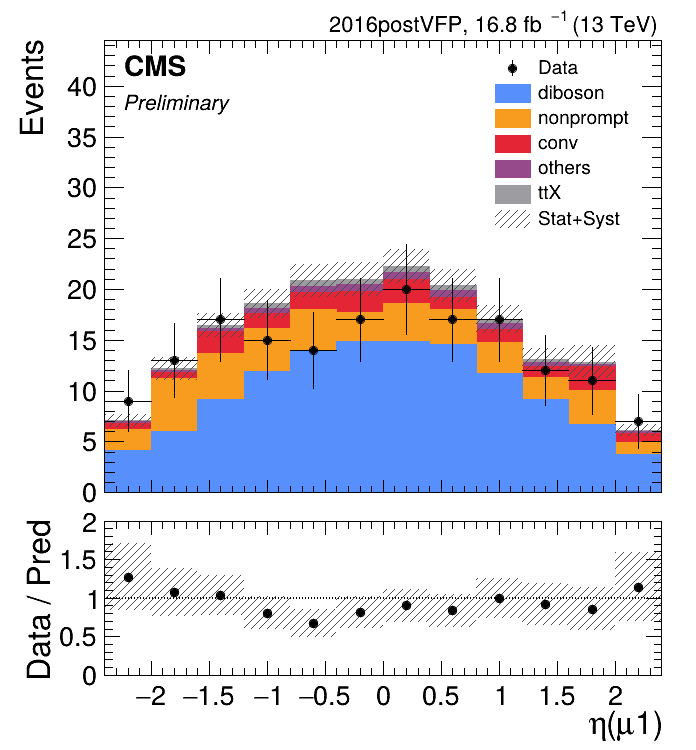 2016postVFP, 16.8 fb⁻¹ (13 TeV)
CMS
Preliminary
Events
40
35
30
25
20
15
10
5
0
Data
diboson
nonprompt
conv
others
ttX
Stat+Syst
Data / Pred
2
1.5
1
0.5
0
−2 −1.5 −1 −0.5 0 0.5 1 1.5 2
η(μ1)